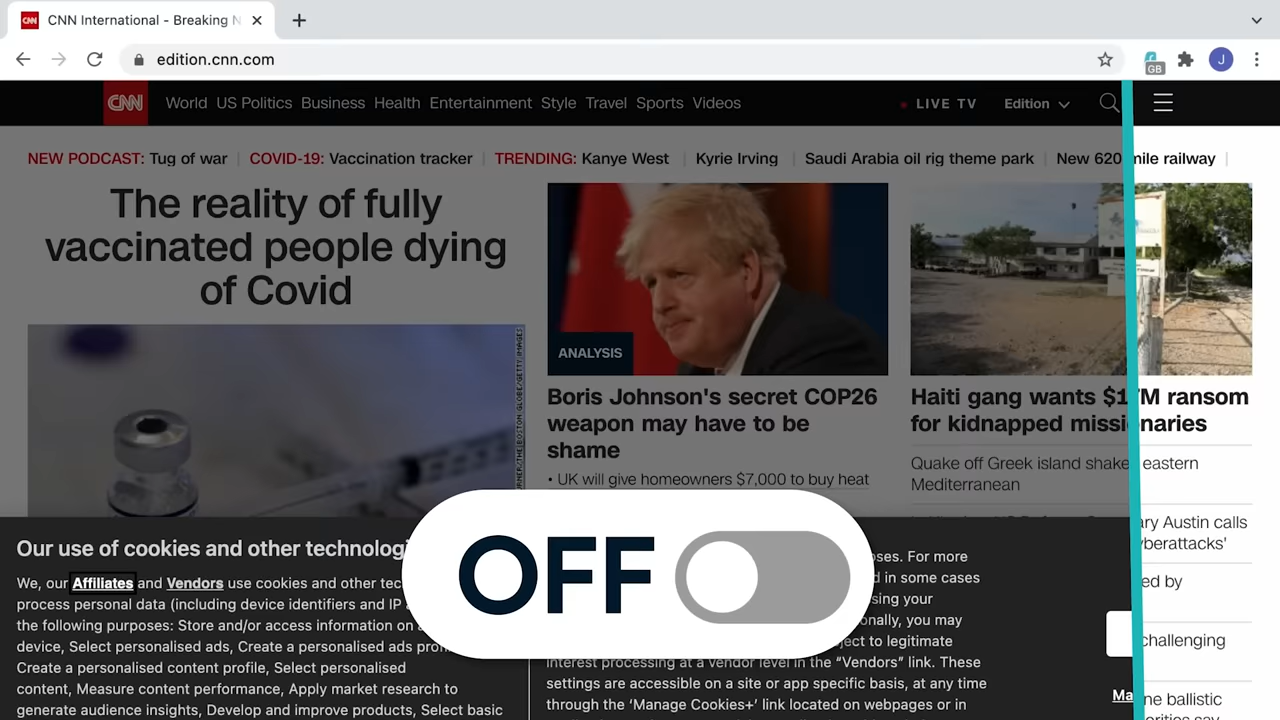 CNN International - Breaking N
edition.cnn.com
GB
J
CNN
World US Politics Business Health Entertainment Style Travel Sports Videos
LIVE TV
Edition
NEW PODCAST: Tug of war
COVID-19: Vaccination tracker
TRENDING: Kanye West
Kyrie Irving
Saudi Arabia oil rig theme park
New 620 mile railway
The reality of fully
vaccinated people dying
of Covid
/THE BOSTON GLOBE/GETTY IMAGES
ANALYSIS
Boris Johnson's secret COP26
weapon may have to be
shame
• UK will give homeowners $7,000 to buy heat
Haiti gang wants $17M ransom
for kidnapped missionaries
Quake off Greek island shakes eastern
Mediterranean
ary Austin calls
yberattacks'
ed by
challenging
ne ballistic
Our use of cookies and other technologi
We, our Affiliates and Vendors use cookies and other tec
process personal data (including device identifiers and IP
the following purposes: Store and/or access information on
device, Select personalised ads, Create a personalised ads
Create a personalised content profile, Select personalised
content, Measure content performance, Apply market research to
generate audience insights, Develop and improve products, Select basic
OFF
oses. For more
d in some cases
sing your
onally, you may
ject to legitimate
interest processing at a vendor level in the “Vendors” link. These
settings are accessible on a site or app specific basis, at any time
through the ‘Manage Cookies+’ link located on webpages or in
Ma